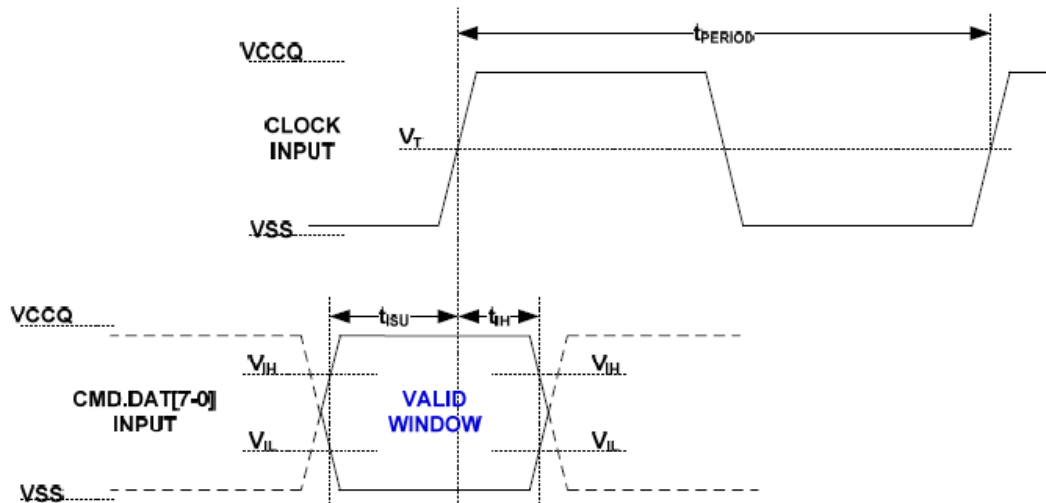 VCCQ
tPERIOD
CLOCK
INPUT
VT
VSS
VCCQ
tISU
tIH
VIH
VIH
CMD.DAT[7-0]
INPUT
VALID
WINDOW
VIL
VIL
VSS